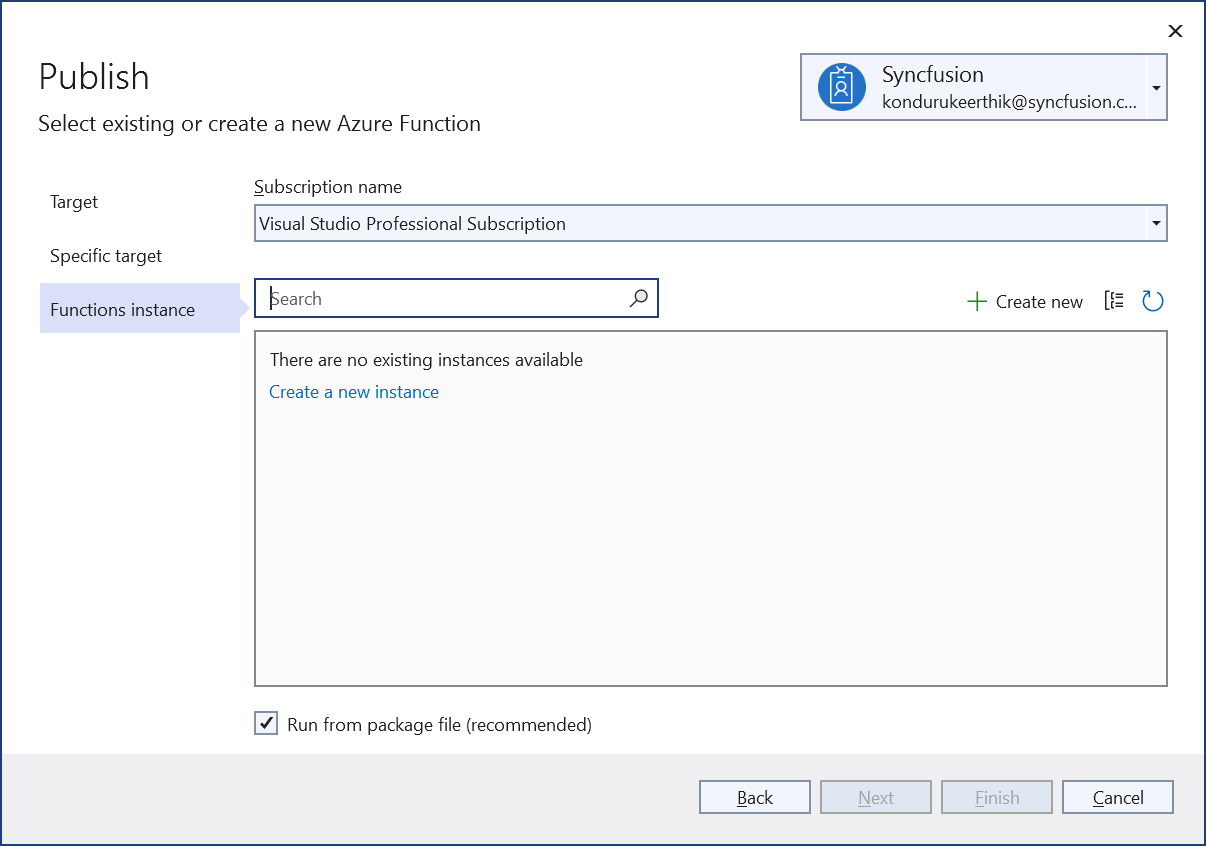 Publish
Select existing or create a new Azure Function
Syncfusion
kondurukeerthik@syncfusion.c...
Target
Specific target
Functions instance
Subscription name
Visual Studio Professional Subscription
Search
Create new
There are no existing instances available
Create a new instance
Run from package file (recommended)
Back
Next
Finish
Cancel